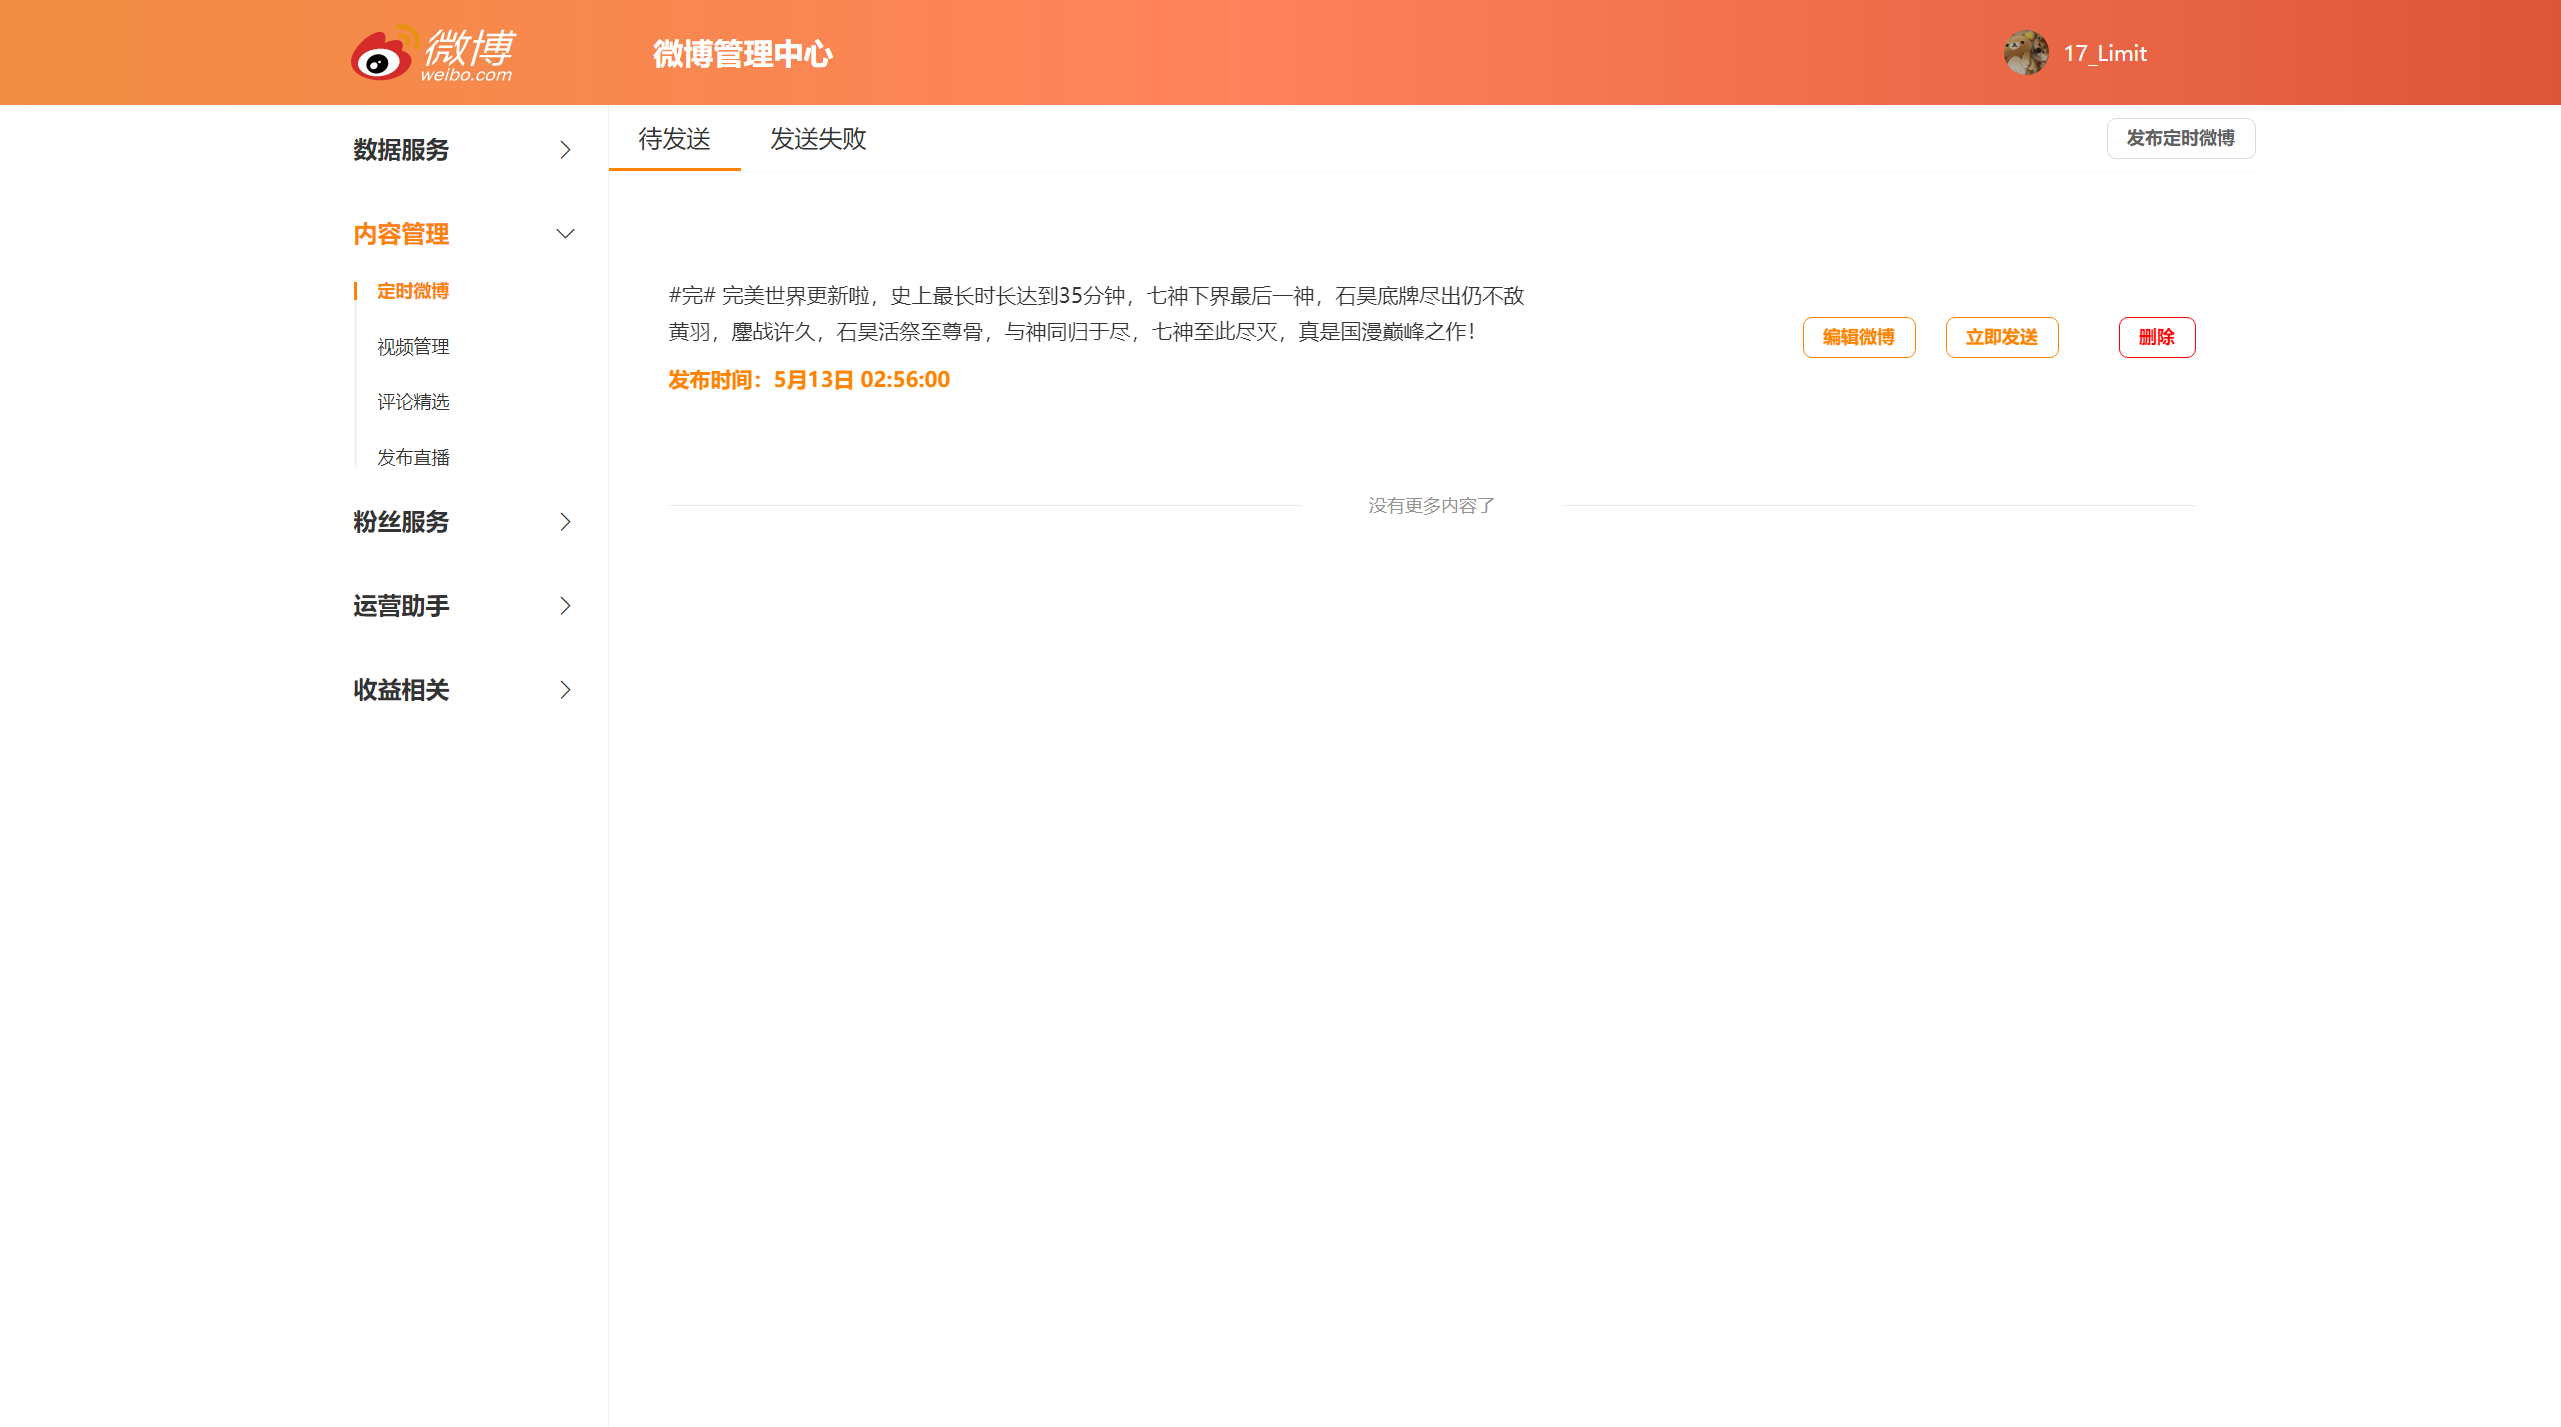 微博
weibo.com
微博管理中心
17_Limit
数据服务
内容管理
定时微博
视频管理
评论精选
发布直播
粉丝服务
运营助手
收益相关
待发送 发送失败
发布定时微博
#完# 完美世界更新啦，史上最长时长达到35分钟，七神下界最后一神，石昊底牌尽出仍不敌
黄羽，鏖战许久，石昊活祭至尊骨，与神同归于尽，七神至此尽灭，真是国漫巅峰之作！
发布时间：5月13日 02:56:00
编辑微博 立即发送 删除
没有更多内容了